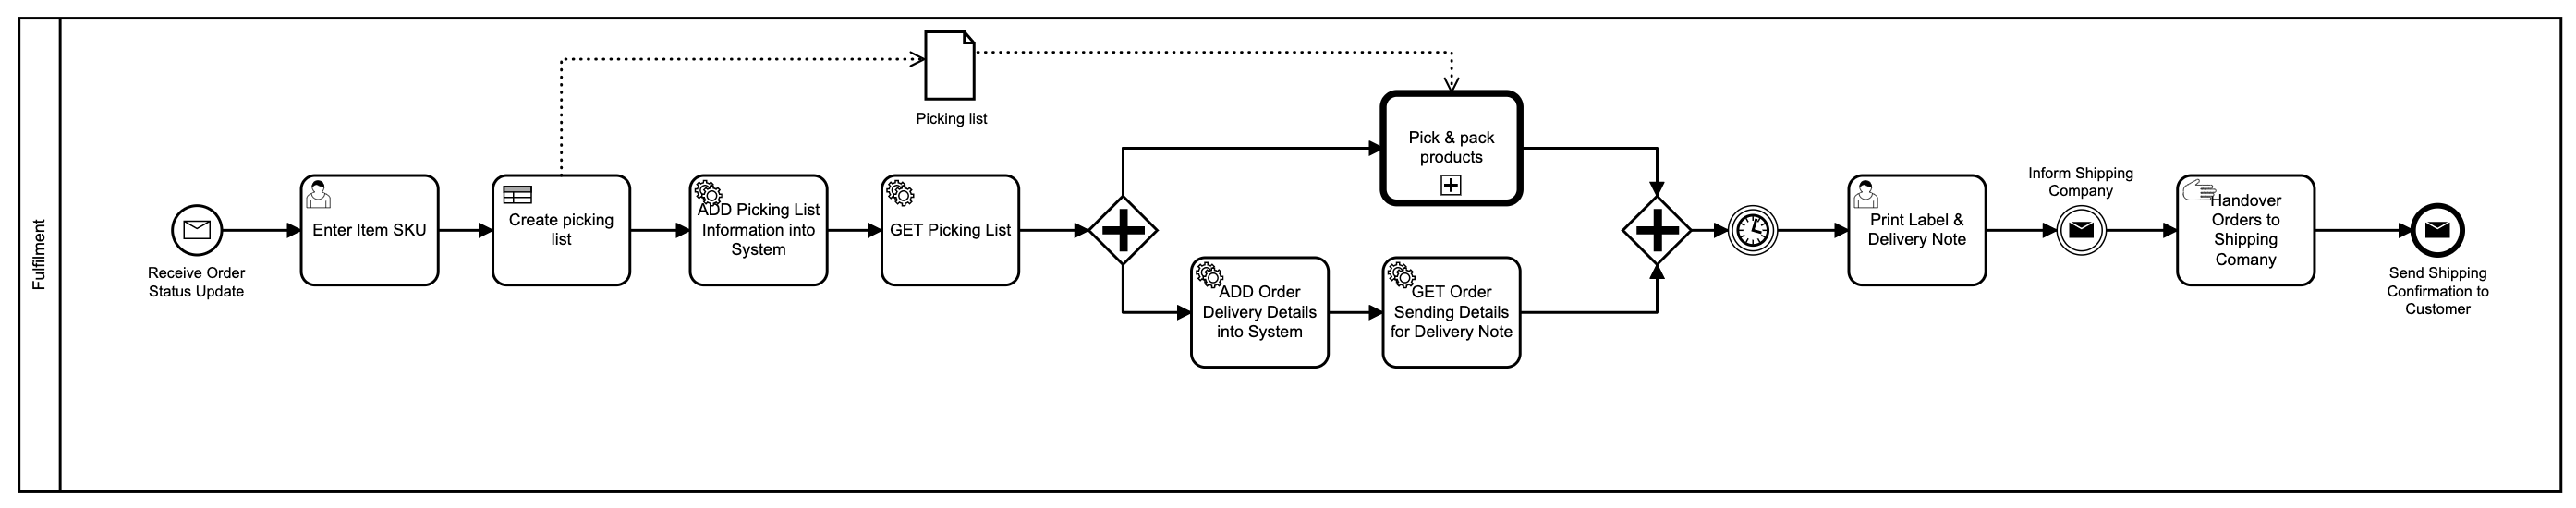 Fulfilment
Receive Order
Status Update
Enter Item SKU
Create picking
list
ADD Picking List
Information into
System
GET Picking List
Picking list
Pick & pack
products
ADD Order
Delivery Details
into System
GET Order
Sending Details
for Delivery Note
Print Label &
Delivery Note
Inform Shipping
Company
Handover
Orders to
Shipping
Comany
Send Shipping
Confirmation to
Customer